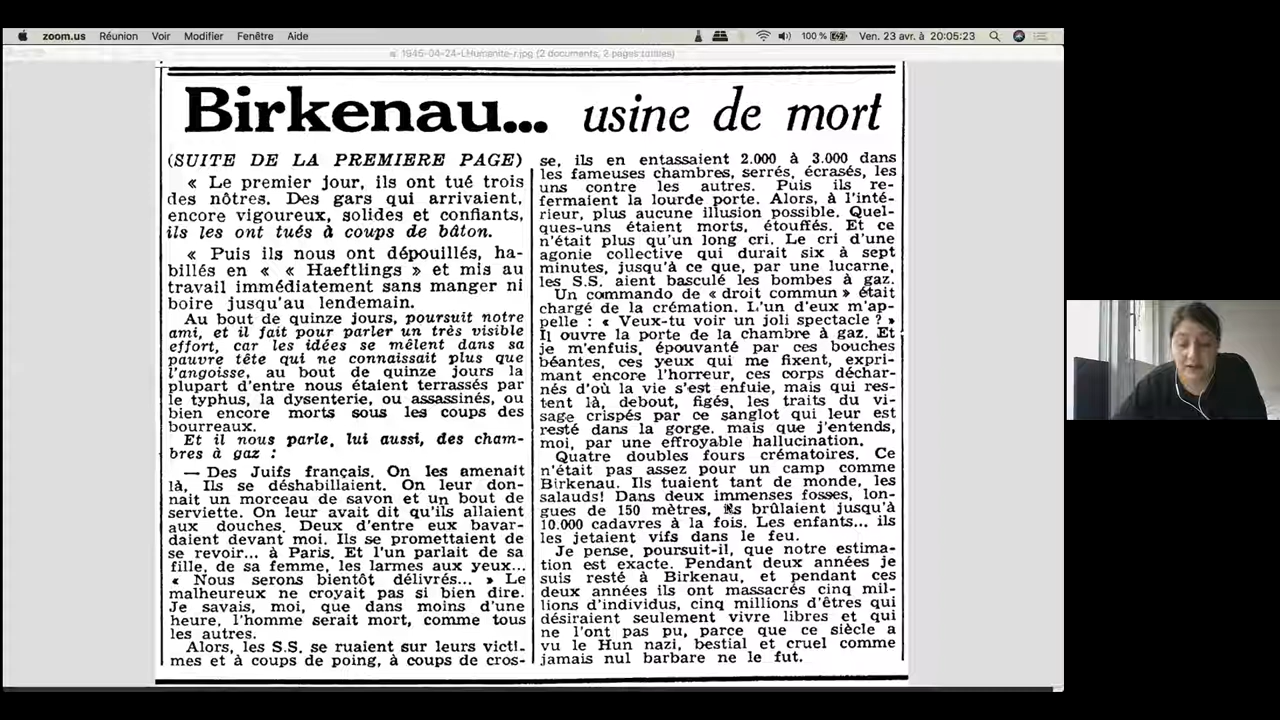 zoom.us Réunion Voir Modifier Fenêtre Aide 100 % Ven. 23 avr. à 20:05:23
1945-04-24-LHumanite-r.jpg (2 documents, 2 pages totales)
Birkenau... usine de mort
(SUITE DE LA PREMIERE PAGE)
« Le premier jour, ils ont tué trois
des nôtres. Des gars qui arrivaient,
encore vigoureux, solides et confiants,
ils les ont tués à coups de bâton.
« Puis ils nous ont dépouillés, ha-
billés en « « Haeftlings » et mis au
travail immédiatement sans manger ni
boire jusqu'au lendemain.
Au bout de quinze jours, poursuit notre
ami, et il fait pour parler un très visible
effort, car les idées se mêlent dans sa
pauvre tête qui ne connaissait plus que
l'angoisse, au bout de quinze jours la
plupart d'entre nous étaient terrassés par
le typhus, la dysenterie, ou assassinés, ou
bien encore morts sous les coups des
bourreaux.
Et il nous parle, lui aussi, des cham-
bres à gaz :
— Des Juifs français. On les amenait
là, Ils se déshabillaient. On leur don-
nait un morceau de savon et un bout de
serviette. On leur avait dit qu'ils allaient
aux douches. Deux d'entre eux bavar-
daient devant moi. Ils se promettaient de
se revoir... à Paris. Et l'un parlait de sa
fille, de sa femme, les larmes aux yeux...
« Nous serons bientôt délivrés... » Le
malheureux ne croyait pas si bien dire.
Je savais, moi, que dans moins d'une
heure, l'homme serait mort, comme tous
les autres.
Alors, les S.S. se ruaient sur leurs victi-
mes et à coups de poing, à coups de cros-
se, ils en entassaient 2.000 à 3.000 dans
les fameuses chambres, serrés, écrasés, les
uns contre les autres. Puis ils re-
fermaient la lourde porte. Alors, à l'inté-
rieur, plus aucune illusion possible. Quel-
ques-uns étaient morts, étouffés. Et ce
n'était plus qu'un long cri. Le cri d'une
agonie collective qui durait six à sept
minutes, jusqu'à ce que, par une lucarne,
les S.S. aient basculé les bombes à gaz.
Un commando de « droit commun » était
chargé de la crémation. L'un d'eux m'ap-
pelle : « Veux-tu voir un joli spectacle ? »
Il ouvre la porte de la chambre à gaz. Et
je m'enfuis, épouvanté par ces bouches
béantes, ces yeux qui me fixent, expri-
mant encore l'horreur, ces corps déchar-
nés d'où la vie s'est enfuie, mais qui res-
tent là, debout, figés, les traits du vi-
sage crispés par ce sanglot qui leur est
resté dans la gorge. mais que j'entends,
moi, par une effroyable hallucination.
Quatre doubles fours crématoires. Ce
n'était pas assez pour un camp comme
Birkenau. Ils tuaient tant de monde, les
salauds! Dans deux immenses fosses, lon-
gues de 150 mètres, ils brûlaient jusqu'à
10.000 cadavres à la fois. Les enfants... ils
les jetaient vifs dans le feu.
Je pense, poursuit-il, que notre estima-
tion est exacte. Pendant deux années je
suis resté à Birkenau, et pendant ces
deux années ils ont massacrés cinq mil-
lions d'individus, cinq millions d'êtres qui
désiraient seulement vivre libres et qui
ne l'ont pas pu, parce que ce siècle a
vu le Hun nazi, bestial et cruel comme
jamais nul barbare ne le fut.